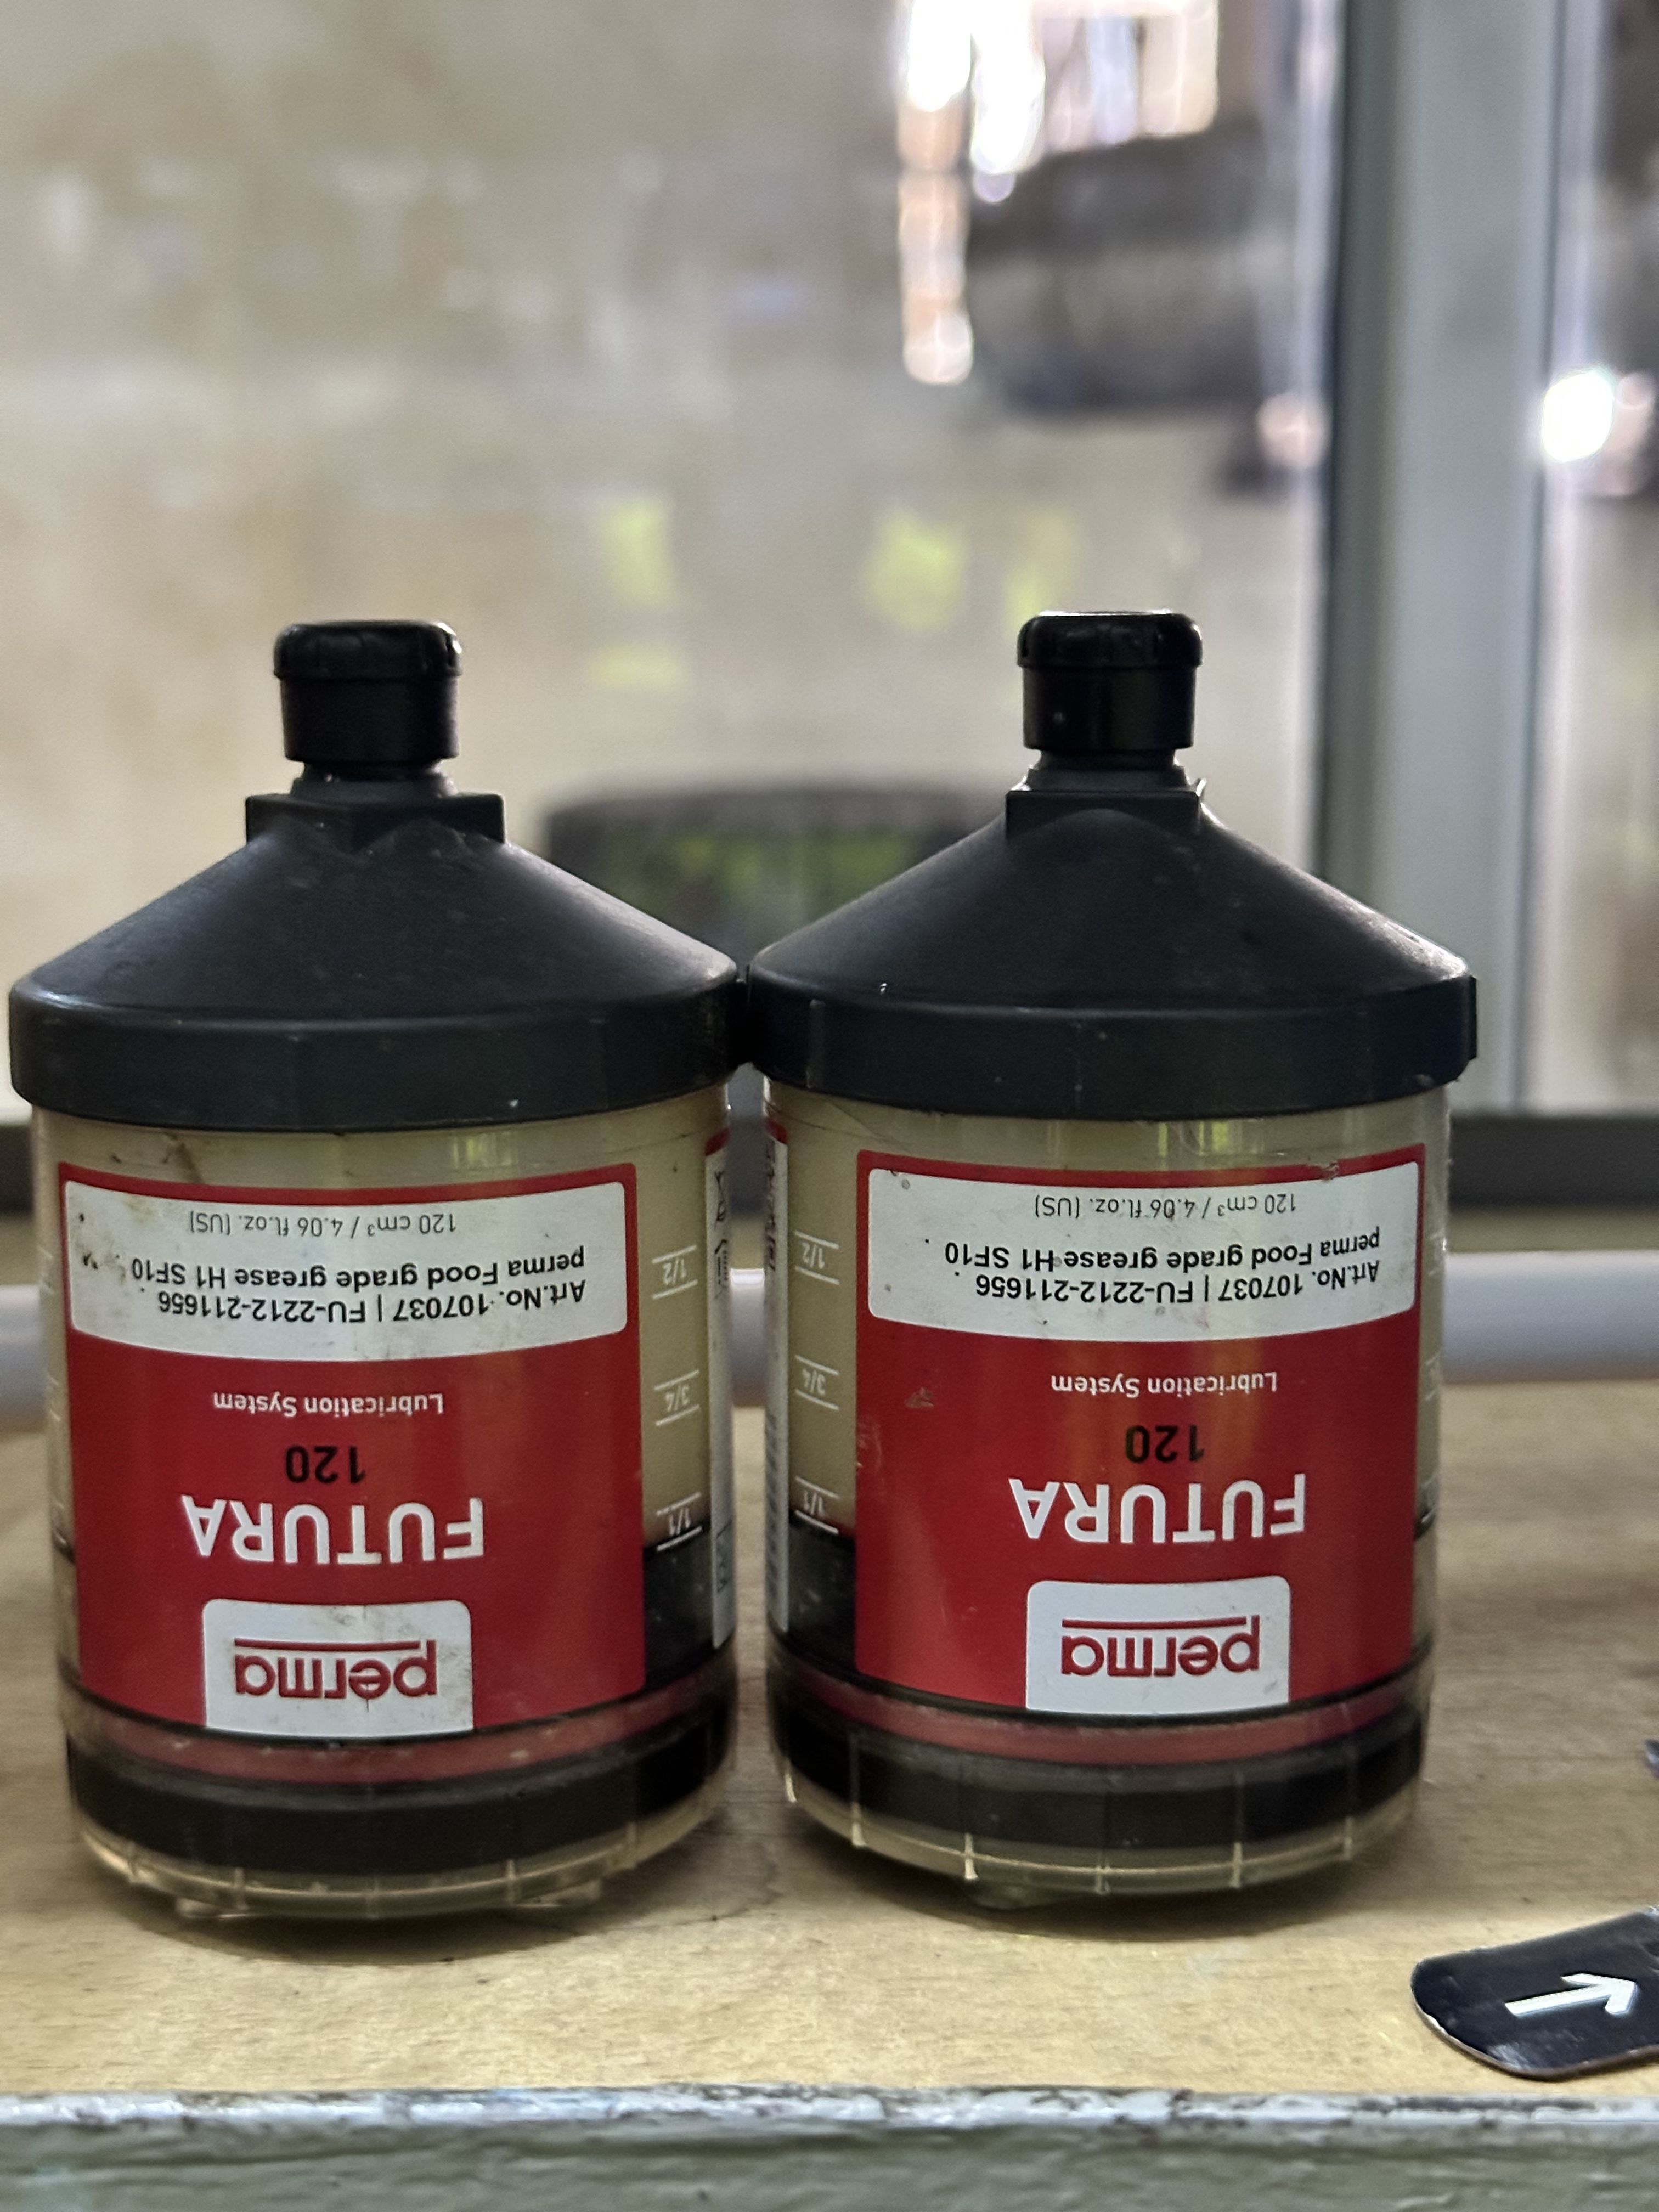 perma
FUTURA
120
Lubrication System
Art.No. 107037 | FU-2212-211656
perma Food grade grease H1 SF10
120 cm³ / 4.06 fl.oz. (US)
1/1
3/4
1/2
perma
FUTURA
120
Lubrication System
Art.No. 107037 | FU-2212-211656
perma Food grade grease H1 SF10
120 cm³ / 4.06 fl.oz. (US)
1/1
3/4
1/2